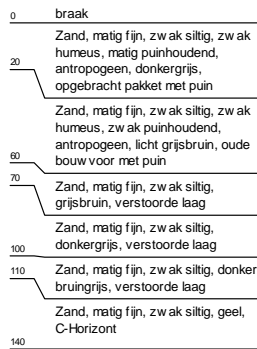 0 braak
Zand, matig fijn, zwak siltig, zwak
humeus, matig puinhoudend,
20 antropogeen, donkergrijs,
opgebracht pakket met puin
Zand, matig fijn, zwak siltig, zwak
humeus, zwak puinhoudend,
antropogeen, licht grijsbruin, oude
60 bouwvoor met puin
70 Zand, matig fijn, zwak siltig,
grijsbruin, verstoorde laag
Zand, matig fijn, zwak siltig,
100 donkergrijs, verstoorde laag
110 Zand, matig fijn, zwak siltig, donker
bruingrijs, verstoorde laag
Zand, matig fijn, zwak siltig, geel,
C-Horizont
140